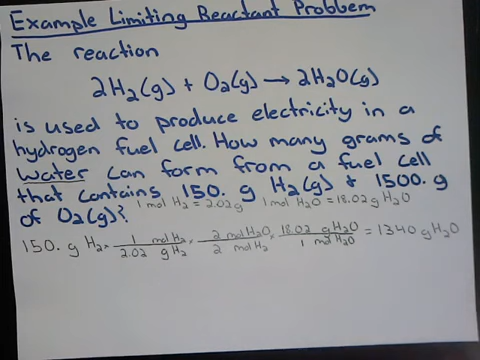 Example Limiting Reactant Problem
The reaction
2H₂(g) + O₂(g) → 2H₂O(g)
is used to produce electricity in a
hydrogen fuel cell. How many grams of
water can form from a fuel cell
that contains 150. g H₂(g) & 1500. g
of O₂(g)?
1 mol H₂ = 2.02g 1 mol H₂O = 18.02 g H₂O
150. g H₂ × 1 mol H₂ / 2.02 g H₂ × 2 mol H₂O / 2 mol H₂ × 18.02 g H₂O / 1 mol H₂O = 1340 g H₂O